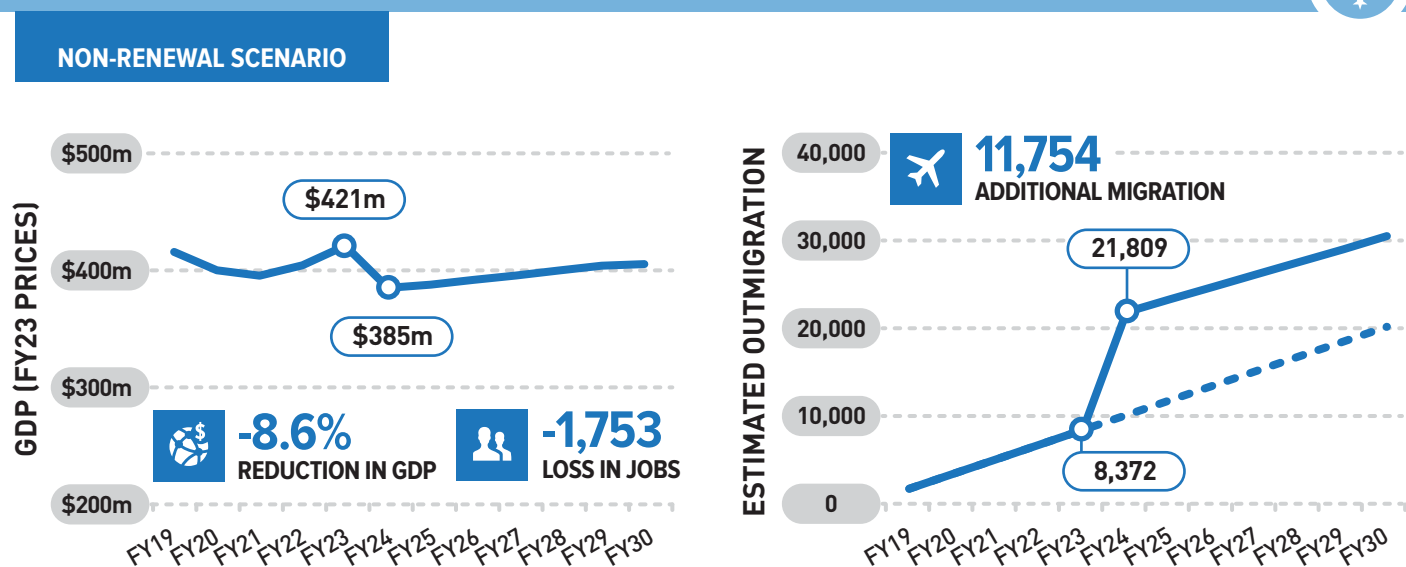 NON-RENEWAL SCENARIO
GDP (FY23 PRICES)
$500m
$400m
$300m
$200m
$421m
$385m
$
-8.6%
REDUCTION IN GDP
-1,753
LOSS IN JOBS
FY19 FY20 FY21 FY22 FY23 FY24 FY25 FY26 FY27 FY28 FY29 FY30
ESTIMATED OUTMIGRATION
40,000
30,000
20,000
10,000
0
11,754
ADDITIONAL MIGRATION
21,809
8,372
FY19 FY20 FY21 FY22 FY23 FY24 FY25 FY26 FY27 FY28 FY29 FY30